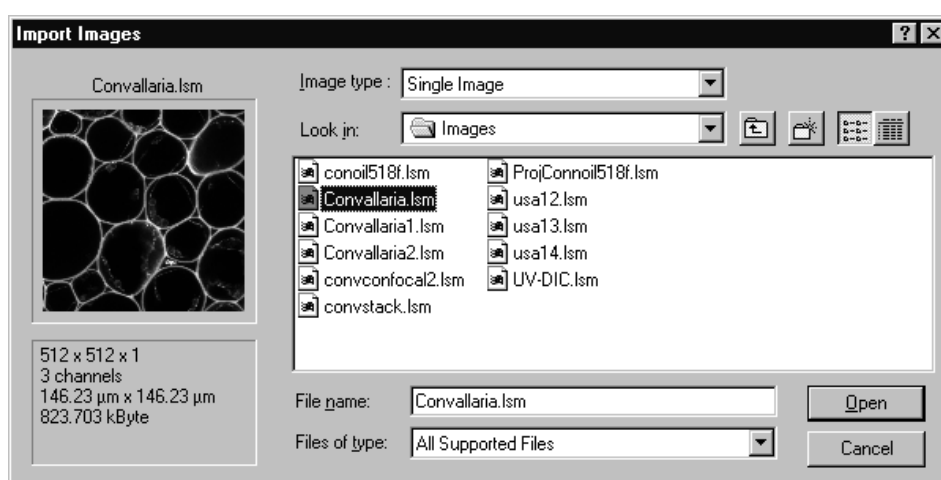 Import Images
Convallaria.lsm
Image type : Single Image
Look in: Images
conoil518f.lsm
Convallaria.lsm
Convallaria1.lsm
Convallaria2.lsm
convconfocal2.lsm
convstack.lsm
ProjConnoil518f.lsm
usa12.lsm
usa13.lsm
usa14.lsm
UV-DIC.lsm
512 x 512 x 1
3 channels
146.23 µm x 146.23 µm
823.703 kByte
File name: Convallaria.lsm
Open
Files of type: All Supported Files
Cancel